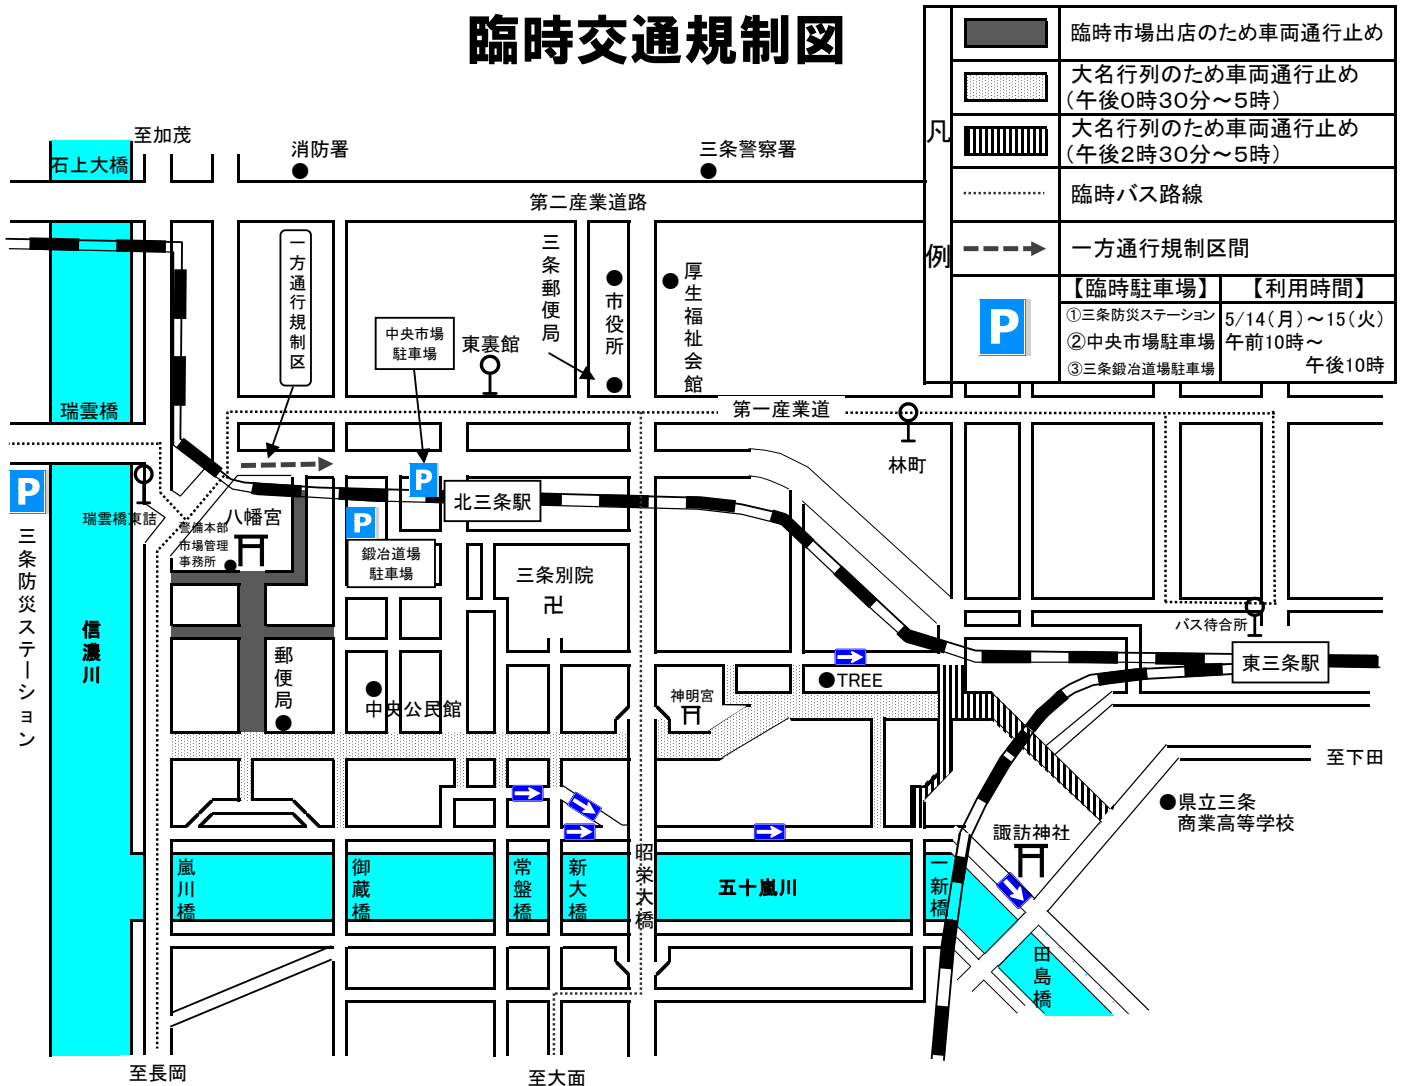 臨時交通規制図
凡例
臨時市場出店のため車両通行止め
大名行列のため車両通行止め
(午後0時30分～5時)
大名行列のため車両通行止め
(午後2時30分～5時)
臨時バス路線
一方通行規制区間
P
【臨時駐車場】
【利用時間】
①三条防災ステーション
②中央市場駐車場
③三条鍛冶道場駐車場
5/14(月)～15(火)
午前10時～
午後10時
至加茂
石上大橋
消防署
三条警察署
第二産業道路
一方通行規制区
三条郵便局
市役所
厚生福祉会館
中央市場
駐車場
東裏館
瑞雲橋
第一産業道
林町
P
P
北三条駅
瑞雲橋東詰
警備本部
市場管理
事務所
八幡宮
P
鍛冶道場
駐車場
三条別院
卍
三条防災ステーション
信濃川
バス待合所
東三条駅
郵便局
中央公民館
神明宮
TREE
至下田
県立三条
商業高等学校
諏訪神社
嵐川橋
御蔵橋
常盤橋
新大橋
昭栄大橋
五十嵐川
一新橋
田島橋
至長岡
至大面